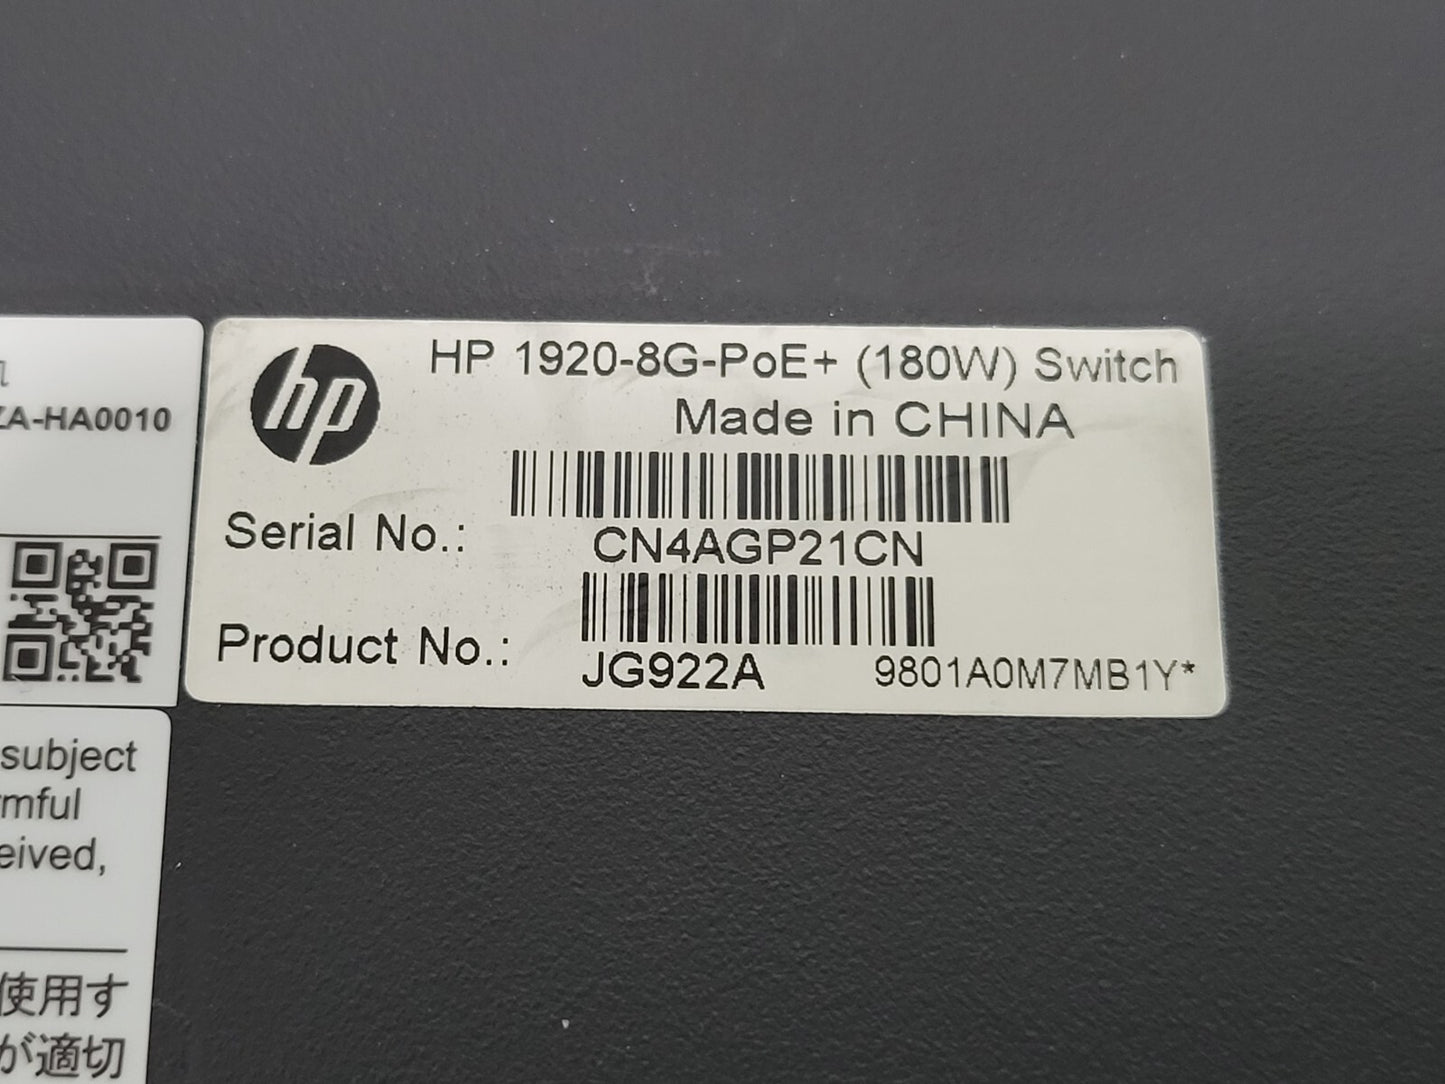 hp
HP 1920-8G-PoE+ (180W) Switch
Made in CHINA
Serial No.:
CN4AGP21CN
Product No.:
JG922A
9801A0M7MB1Y*
ZA-HA0010
subject
rmful
eived,
使用す
が適切